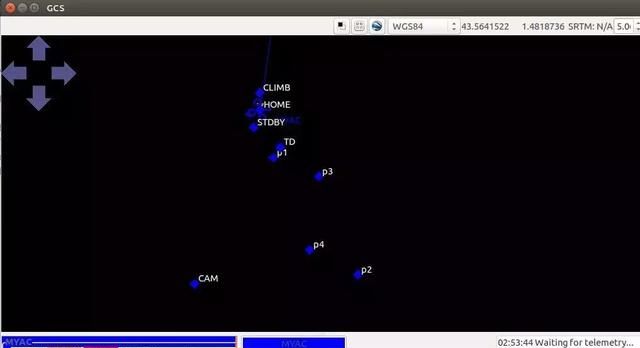 GCS
WGS84 43.5641522 1.4818736 SRTM: N/A 5.0
CLIMB
HOME
STDBY
TD
p1
p3
p4
p2
CAM
MYAC
MYAC 02:53:44 Waiting for telemetry...